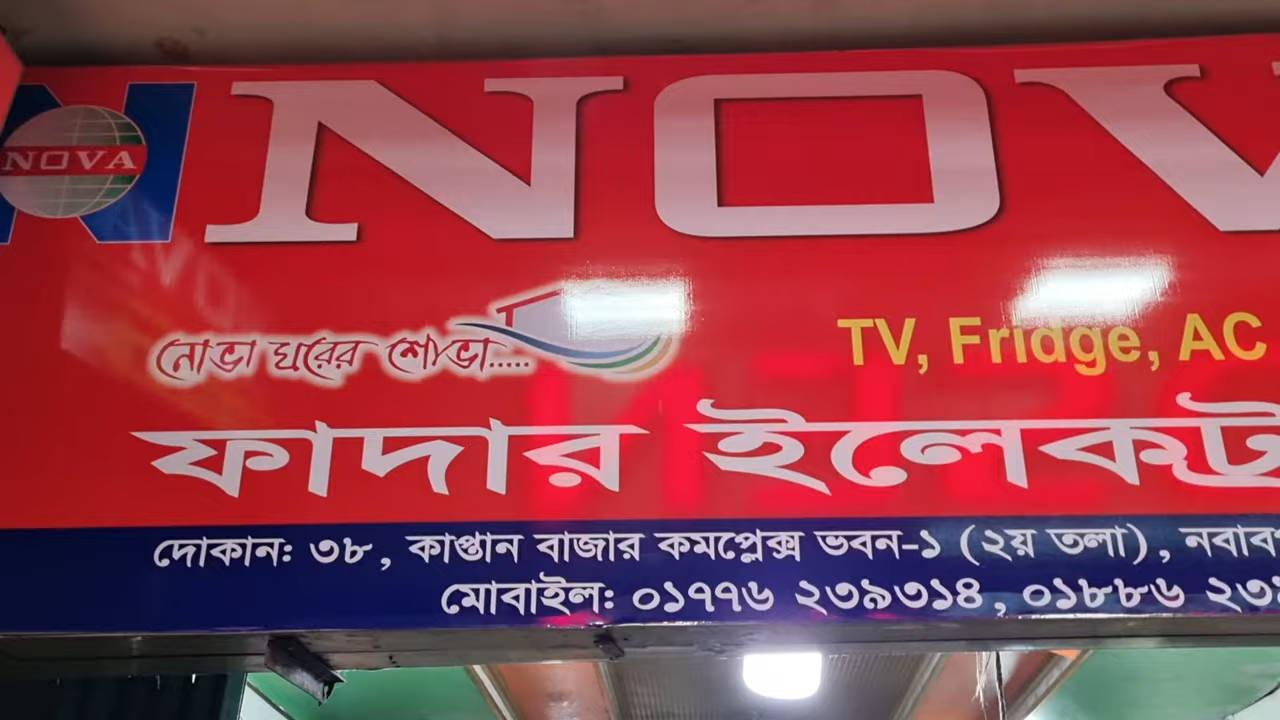 NOVA
NOV
নোভা ঘরের শোভা.....
TV, Fridge, AC
ফাদার ইলেকট্র
দোকান: ৩৮, কাপ্তান বাজার কমপ্লেক্স ভবন-১ (২য় তলা), নবাব
মোবাইল: ০১৭৭৬ ২৩৯৩১৪, ০১৮৮৬ ২৩